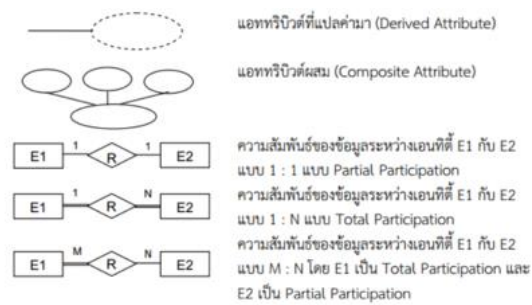 แอททริบิวต์ที่แปลค่ามา (Derived Attribute)
แอททริบิวต์ผสม (Composite Attribute)
E1 1 R 1 E2
ความสัมพันธ์ของข้อมูลระหว่างเอนทิตี้ E1 กับ E2
แบบ 1 : 1 แบบ Partial Participation
E1 1 R N E2
ความสัมพันธ์ของข้อมูลระหว่างเอนทิตี้ E1 กับ E2
แบบ 1 : N แบบ Total Participation
E1 M R N E2
ความสัมพันธ์ของข้อมูลระหว่างเอนทิตี้ E1 กับ E2
แบบ M : N โดย E1 เป็น Total Participation และ
E2 เป็น Partial Participation